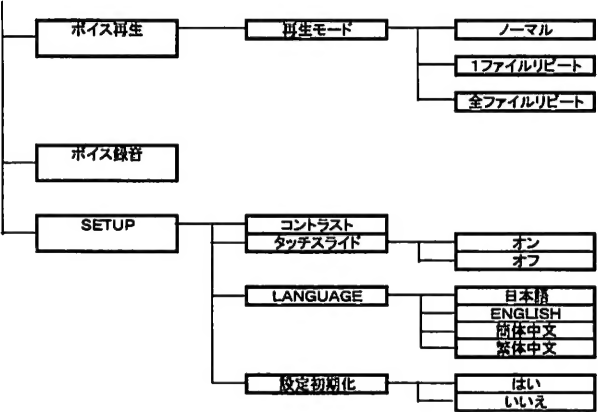 ボイス再生
再生モード
ノーマル
1ファイルリピート
全ファイルリピート
ボイス録音
SETUP
コントラスト
タッチスライド
オン
オフ
LANGUAGE
日本語
ENGLISH
簡体中文
繁体中文
設定初期化
はい
いいえ